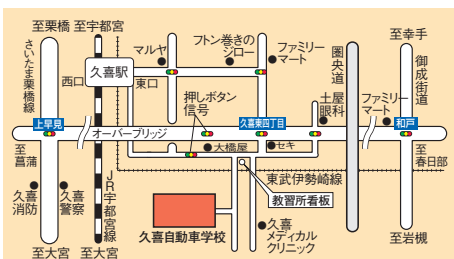 至栗橋
至宇都宮
至幸手
さいたま栗橋線
マルヤ
フトン巻きの
ジロー
ファミリー
マート
圏央道
御成街道
久喜駅
西口
東口
押しボタン
信号
土屋
眼科
ファミリー
マート
上早見
オーバーブリッジ
久喜東四丁目
和戸
至菖蒲
大橋屋
セキ
至春日部
久喜消防
久喜警察
JR宇都宮線
東武伊勢崎線
教習所看板
久喜自動車学校
久喜
メディカル
クリニック
至大宮
至大宮
至岩槻